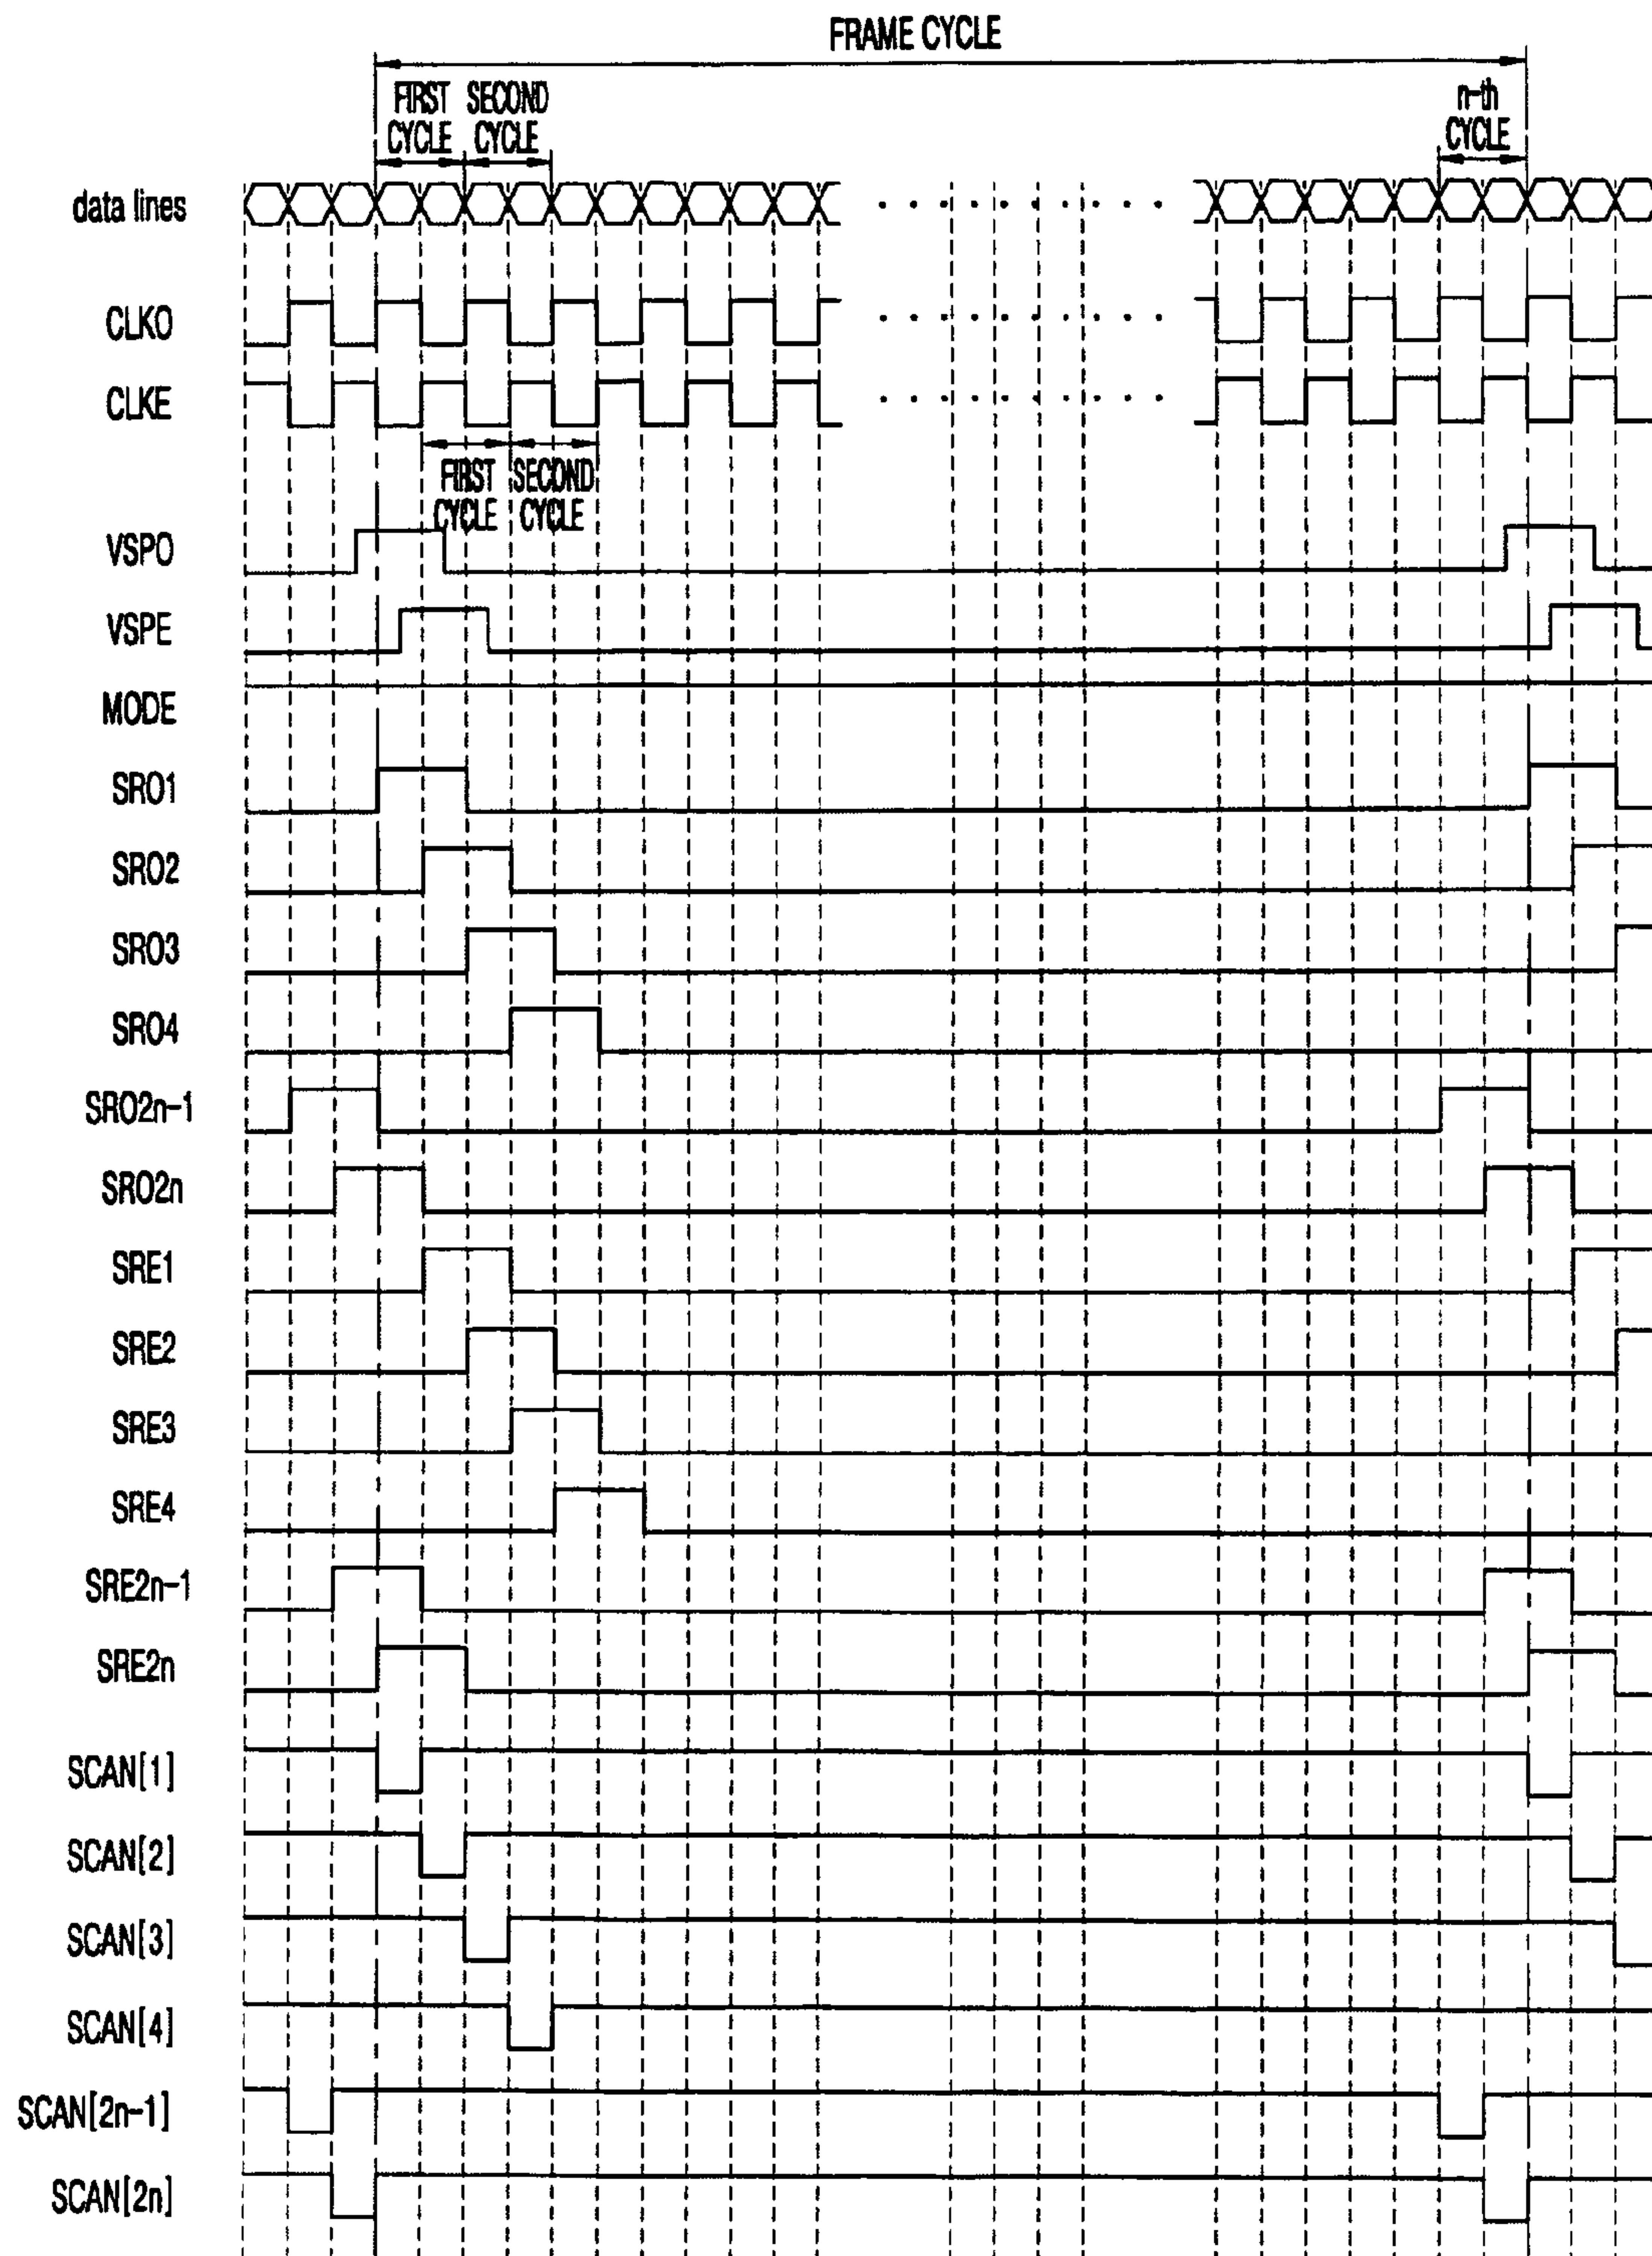 FRAME CYCLE
FIRST CYCLE
SECOND CYCLE
n-th CYCLE
data lines
CLKO
CLKE
FIRST CYCLE
SECOND CYCLE
VSPO
VSPE
MODE
SRO1
SRO2
SRO3
SRO4
SRO2n-1
SRO2n
SRE1
SRE2
SRE3
SRE4
SRE2n-1
SRE2n
SCAN[1]
SCAN[2]
SCAN[3]
SCAN[4]
SCAN[2n-1]
SCAN[2n]